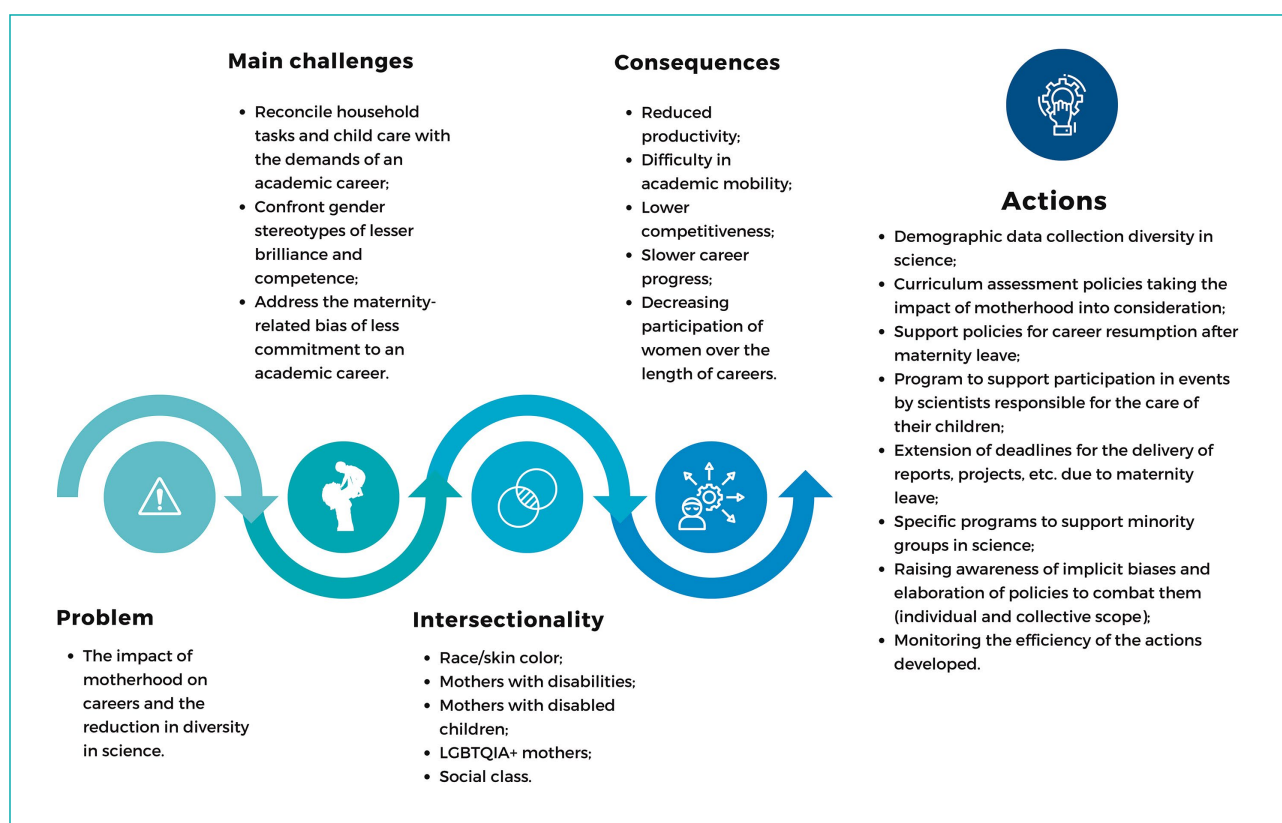 Main challenges
• Reconcile household
tasks and child care with
the demands of an
academic career;
• Confront gender
stereotypes of lesser
brilliance and
competence;
• Address the maternity-
related bias of less
commitment to an
academic career.
Consequences
• Reduced
productivity;
• Difficulty in
academic mobility;
• Lower
competitiveness;
• Slower career
progress;
• Decreasing
participation of
women over the
length of careers.
Problem
• The impact of
motherhood on
careers and the
reduction in diversity
in science.
Intersectionality
• Race/skin color;
• Mothers with disabilities;
• Mothers with disabled
children;
• LGBTQIA+ mothers;
• Social class.
Actions
• Demographic data collection diversity in
science;
• Curriculum assessment policies taking the
impact of motherhood into consideration;
• Support policies for career resumption after
maternity leave;
• Program to support participation in events
by scientists responsible for the care of
their children;
• Extension of deadlines for the delivery of
reports, projects, etc. due to maternity
leave;
• Specific programs to support minority
groups in science;
• Raising awareness of implicit biases and
elaboration of policies to combat them
(individual and collective scope);
• Monitoring the efficiency of the actions
developed.